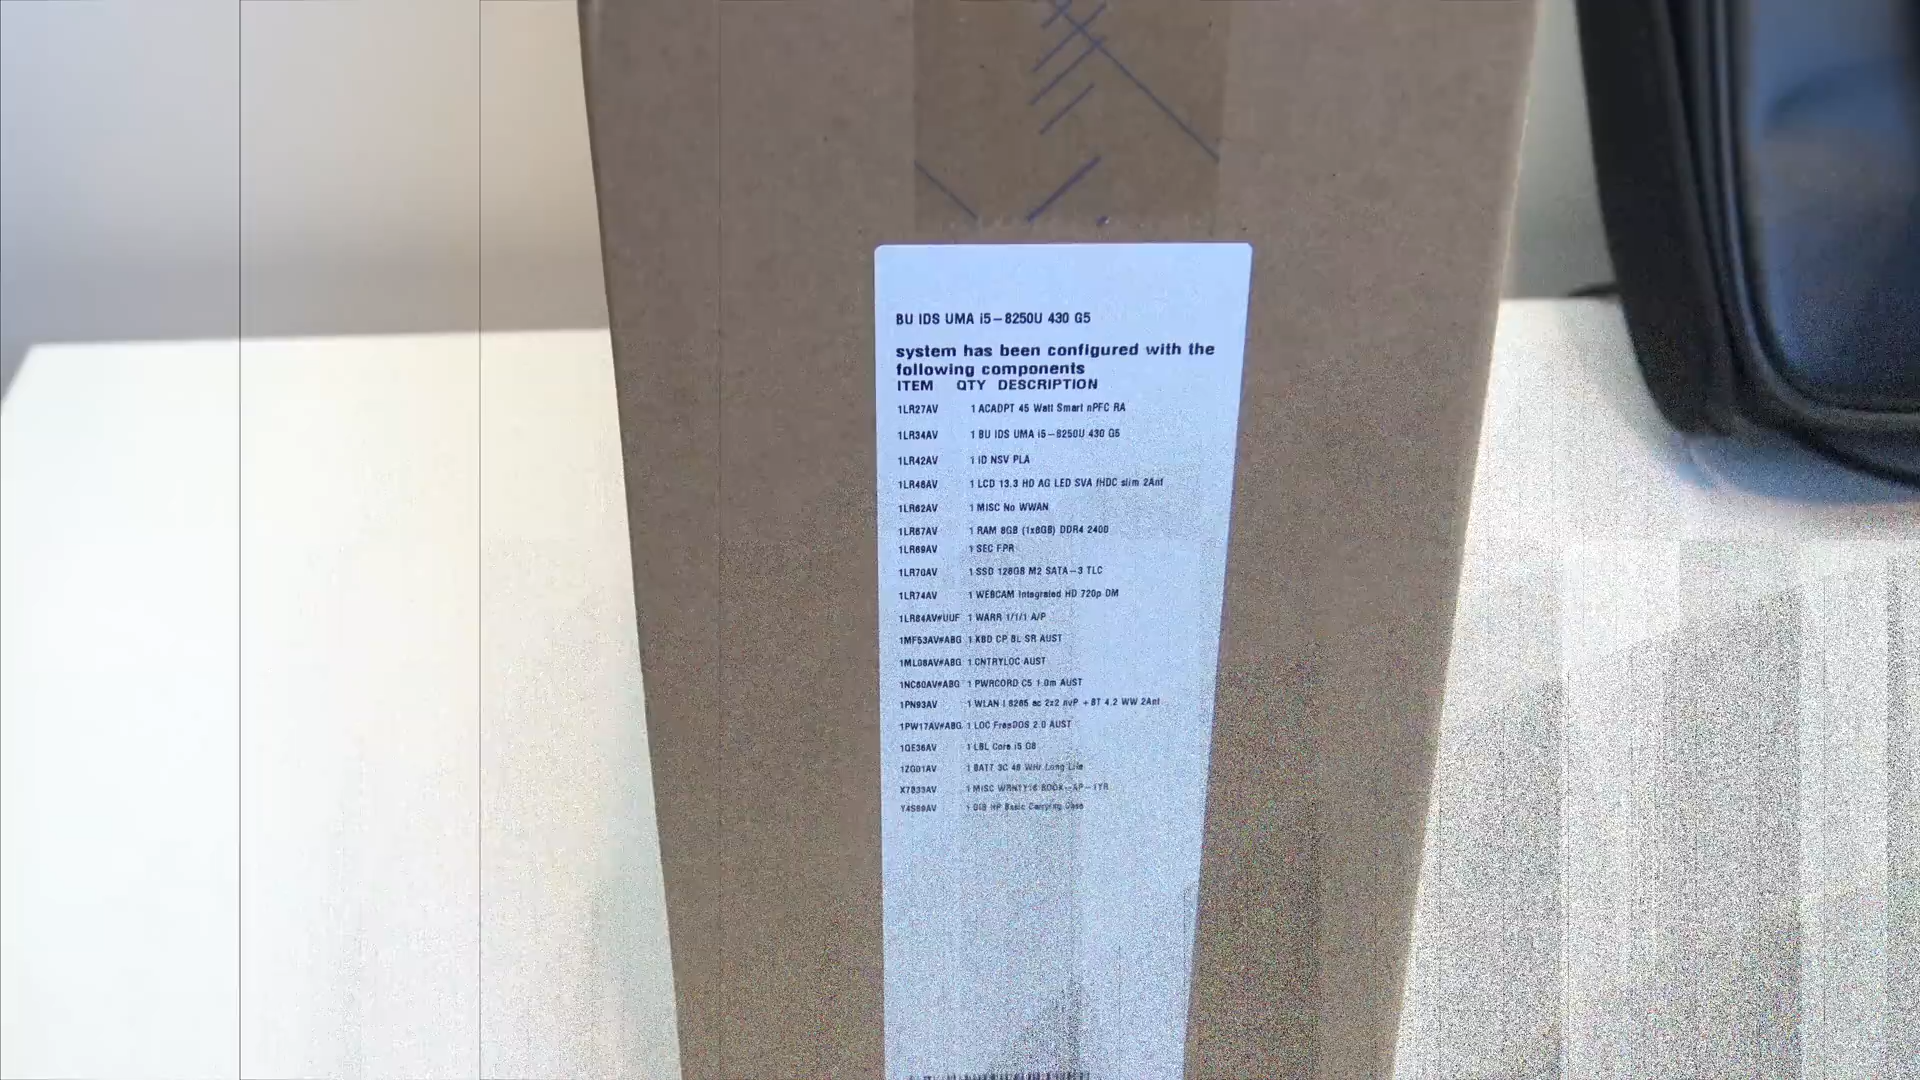 BU IDS UMA i5-8250U 430 G5
system has been configured with the
following components
ITEM QTY DESCRIPTION
1LR27AV 1 ACADPT 45 Watt Smart nPFC RA
1LR34AV 1 BU IDS UMA i5-8250U 430 G5
1LR42AV 1 ID NSV PLA
1LR46AV 1 LCD 13.3 HD AG LED SVA fHDC slim 2Ant
1LR62AV 1 MISC No WWAN
1LR67AV 1 RAM 8GB (1x8GB) DDR4 2400
1LR69AV 1 SEC FPR
1LR70AV 1 SSD 128GB M2 SATA-3 TLC
1LR74AV 1 WEBCAM Integrated HD 720p DM
1LR84AV#UUF 1 WARR 1/1/1 A/P
1MF53AV#ABG 1 KBD CP BL SR AUST
1ML08AV#ABG 1 CNTRYLOC AUST
1NC60AV#ABG 1 PWRCORD C5 1.0m AUST
1PN93AV 1 WLAN I 8265 ac 2x2 nvP +BT 4.2 WW 2Ant
1PW17AV#ABG 1 LOC FreeDOS 2.0 AUST
1QE36AV 1 LBL Core i5 G8
1 BATT 3C 48 WHr Long Life
1 MISC
1 HP Basic Carrying Case